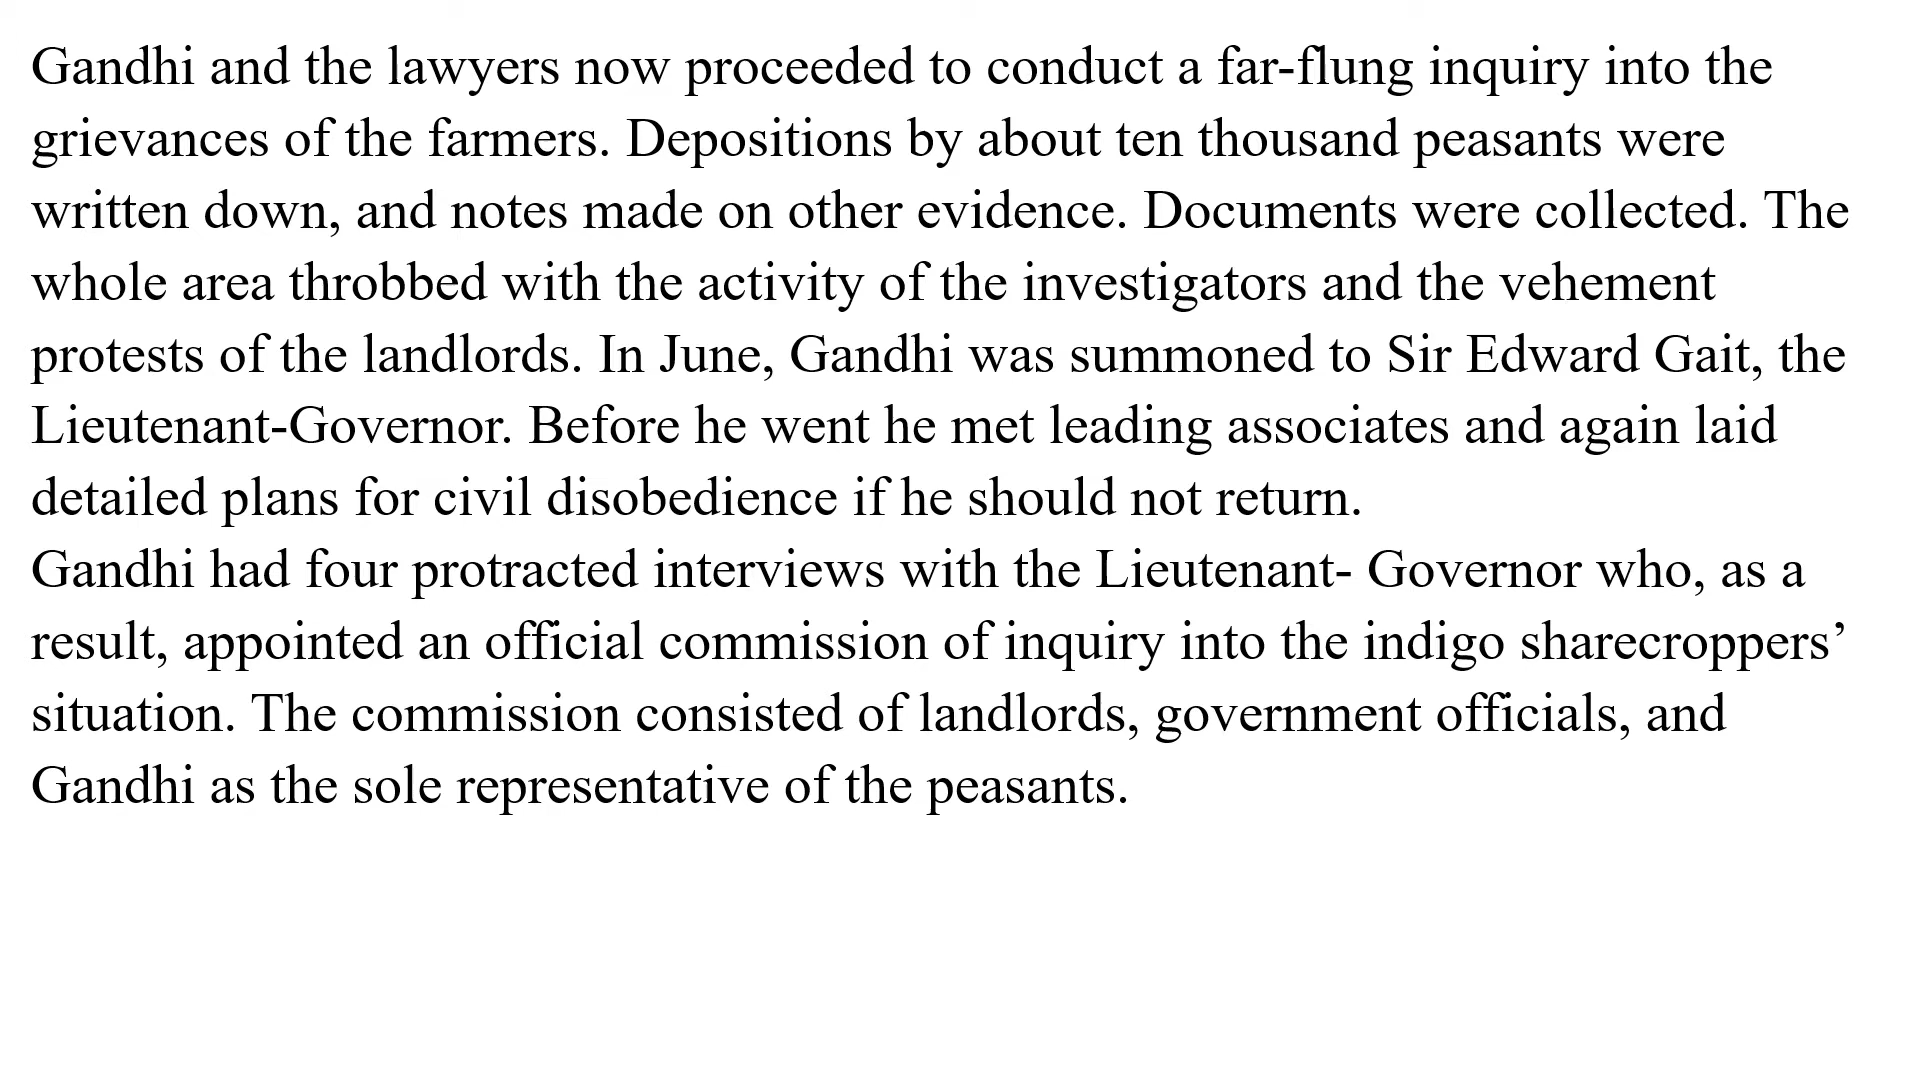 Gandhi and the lawyers now proceeded to conduct a far-flung inquiry into the
grievances of the farmers. Depositions by about ten thousand peasants were
written down, and notes made on other evidence. Documents were collected. The
whole area throbbed with the activity of the investigators and the vehement
protests of the landlords. In June, Gandhi was summoned to Sir Edward Gait, the
Lieutenant-Governor. Before he went he met leading associates and again laid
detailed plans for civil disobedience if he should not return.
Gandhi had four protracted interviews with the Lieutenant- Governor who, as a
result, appointed an official commission of inquiry into the indigo sharecroppers’
situation. The commission consisted of landlords, government officials, and
Gandhi as the sole representative of the peasants.